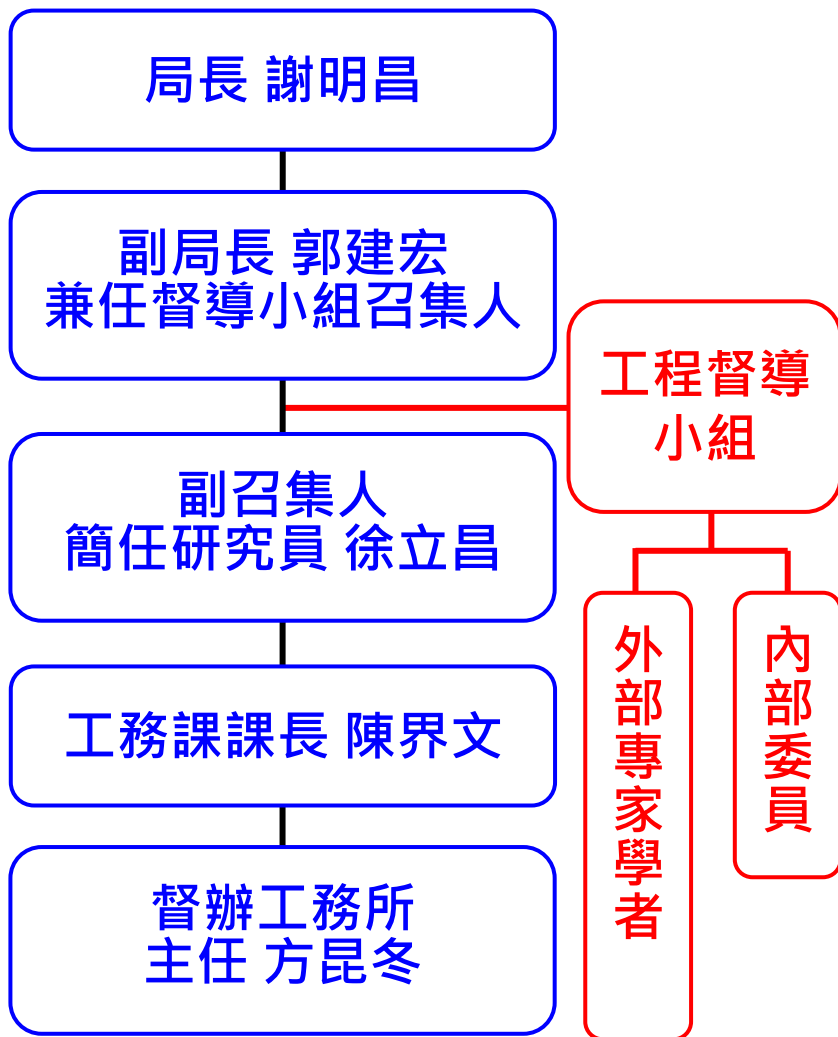 局長 謝明昌
副局長 郭建宏
兼任督導小組召集人
工程督導
小組
副召集人
簡任研究員 徐立昌
外部專家學者
內部委員
工務課課長 陳界文
督辦工務所
主任 方昆冬